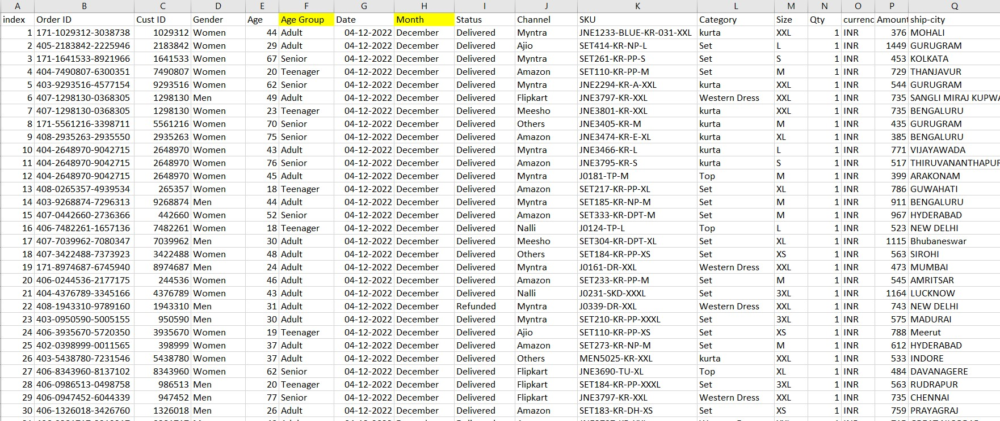 A B C D E F G H I J K L M N O P Q
index Order ID Cust ID Gender Age Age Group Date Month Status Channel SKU Category Size Qty currenc Amount ship-city
1 171-1029312-3038738 1029312 Women 44 Adult 04-12-2022 December Delivered Myntra JNE1233-BLUE-KR-031-XXL kurta XXL 1 INR 376 MOHALI
2 405-2183842-2225946 2183842 Women 29 Adult 04-12-2022 December Delivered Ajio SET414-KR-NP-L Set L 1 INR 1449 GURUGRAM
3 171-1641533-8921966 1641533 Women 67 Senior 04-12-2022 December Delivered Myntra SET261-KR-PP-S Set S 1 INR 453 KOLKATA
4 404-7490807-6300351 7490807 Women 20 Teenager 04-12-2022 December Delivered Amazon SET110-KR-PP-M Set M 1 INR 729 THANJAVUR
5 403-9293516-4577154 9293516 Women 62 Senior 04-12-2022 December Delivered Myntra JNE2294-KR-A-XXL kurta XXL 1 INR 544 GURUGRAM
6 407-1298130-0368305 1298130 Men 49 Adult 04-12-2022 December Delivered Flipkart JNE3797-KR-XXL Western Dress XXL 1 INR 735 SANGLI MIRAJ KUPWA
7 407-1298130-0368305 1298130 Women 23 Teenager 04-12-2022 December Delivered Meesho JNE3801-KR-XXL kurta XXL 1 INR 735 BENGALURU
8 171-5561216-3398711 5561216 Women 70 Senior 04-12-2022 December Delivered Others JNE3405-KR-M kurta M 1 INR 435 GURUGRAM
9 408-2935263-2935550 2935263 Women 75 Senior 04-12-2022 December Delivered Amazon JNE3474-KR-E-XL kurta XL 1 INR 385 BENGALURU
10 404-2648970-9042715 2648970 Women 43 Adult 04-12-2022 December Delivered Myntra JNE3466-KR-L kurta L 1 INR 771 VIJAYAWADA
11 404-2648970-9042715 2648970 Women 76 Senior 04-12-2022 December Delivered Amazon JNE3795-KR-S kurta S 1 INR 517 THIRUVANANTHAPUR
12 404-2648970-9042715 2648970 Women 45 Adult 04-12-2022 December Delivered Myntra J0181-TP-M Top M 1 INR 399 ARAKONAM
13 408-0265357-4939534 265357 Women 18 Teenager 04-12-2022 December Delivered Amazon SET217-KR-PP-XL Set XL 1 INR 786 GUWAHATI
14 403-9268874-7296313 9268874 Men 44 Adult 04-12-2022 December Delivered Myntra SET185-KR-NP-M Set M 1 INR 911 BENGALURU
15 407-0442660-2736366 442660 Women 52 Senior 04-12-2022 December Delivered Amazon SET333-KR-DPT-M Set M 1 INR 967 HYDERABAD
16 406-7482261-1657136 7482261 Women 18 Teenager 04-12-2022 December Delivered Nalli J0124-TP-L Top L 1 INR 523 NEW DELHI
17 407-7039962-7080347 7039962 Men 30 Adult 04-12-2022 December Delivered Meesho SET304-KR-DPT-XL Set XL 1 INR 1115 Bhubaneswar
18 407-3422488-7373923 3422488 Women 48 Adult 04-12-2022 December Delivered Others SET184-KR-PP-XS Set XS 1 INR 563 SIROHI
19 171-8974687-6745940 8974687 Men 24 Adult 04-12-2022 December Delivered Myntra J0161-DR-XXL Western Dress XXL 1 INR 473 MUMBAI
20 406-0244536-2177175 244536 Women 46 Adult 04-12-2022 December Delivered Amazon SET233-KR-PP-M Set M 1 INR 545 AMRITSAR
21 404-4376789-3345166 4376789 Women 43 Adult 04-12-2022 December Delivered Nalli J0231-SKD-XXXL Set 3XL 1 INR 1164 LUCKNOW
22 408-1943310-9789160 1943310 Men 31 Adult 04-12-2022 December Refunded Myntra J0339-DR-XXL Western Dress XXL 1 INR 743 NEW DELHI
23 403-0950590-5005155 950590 Men 30 Adult 04-12-2022 December Delivered Myntra SET210-KR-PP-XXXL Set 3XL 1 INR 575 MADURAI
24 406-3935670-5720350 3935670 Women 19 Teenager 04-12-2022 December Delivered Ajio SET110-KR-PP-XS Set XS 1 INR 788 Meerut
25 402-0398999-0011565 398999 Women 37 Adult 04-12-2022 December Delivered Amazon SET273-KR-NP-M Set M 1 INR 612 HYDERABAD
26 403-5438780-7231546 5438780 Women 37 Adult 04-12-2022 December Delivered Others MEN5025-KR-XXL kurta XXL 1 INR 533 INDORE
27 406-8343960-8137102 8343960 Women 62 Senior 04-12-2022 December Delivered Flipkart JNE3690-TU-XL Top XL 1 INR 484 DAVANAGERE
28 406-0986513-0498758 986513 Men 20 Teenager 04-12-2022 December Delivered Flipkart SET184-KR-PP-XXXL Set 3XL 1 INR 563 RUDRAPUR
29 406-0947452-6044339 947452 Men 77 Senior 04-12-2022 December Delivered Flipkart JNE3797-KR-XXL Western Dress XXL 1 INR 735 CHENNAI
30 406-1326018-3426760 1326018 Men 26 Adult 04-12-2022 December Delivered Amazon SET183-KR-DH-XS Set XS 1 INR 759 PRAYAGRAJ